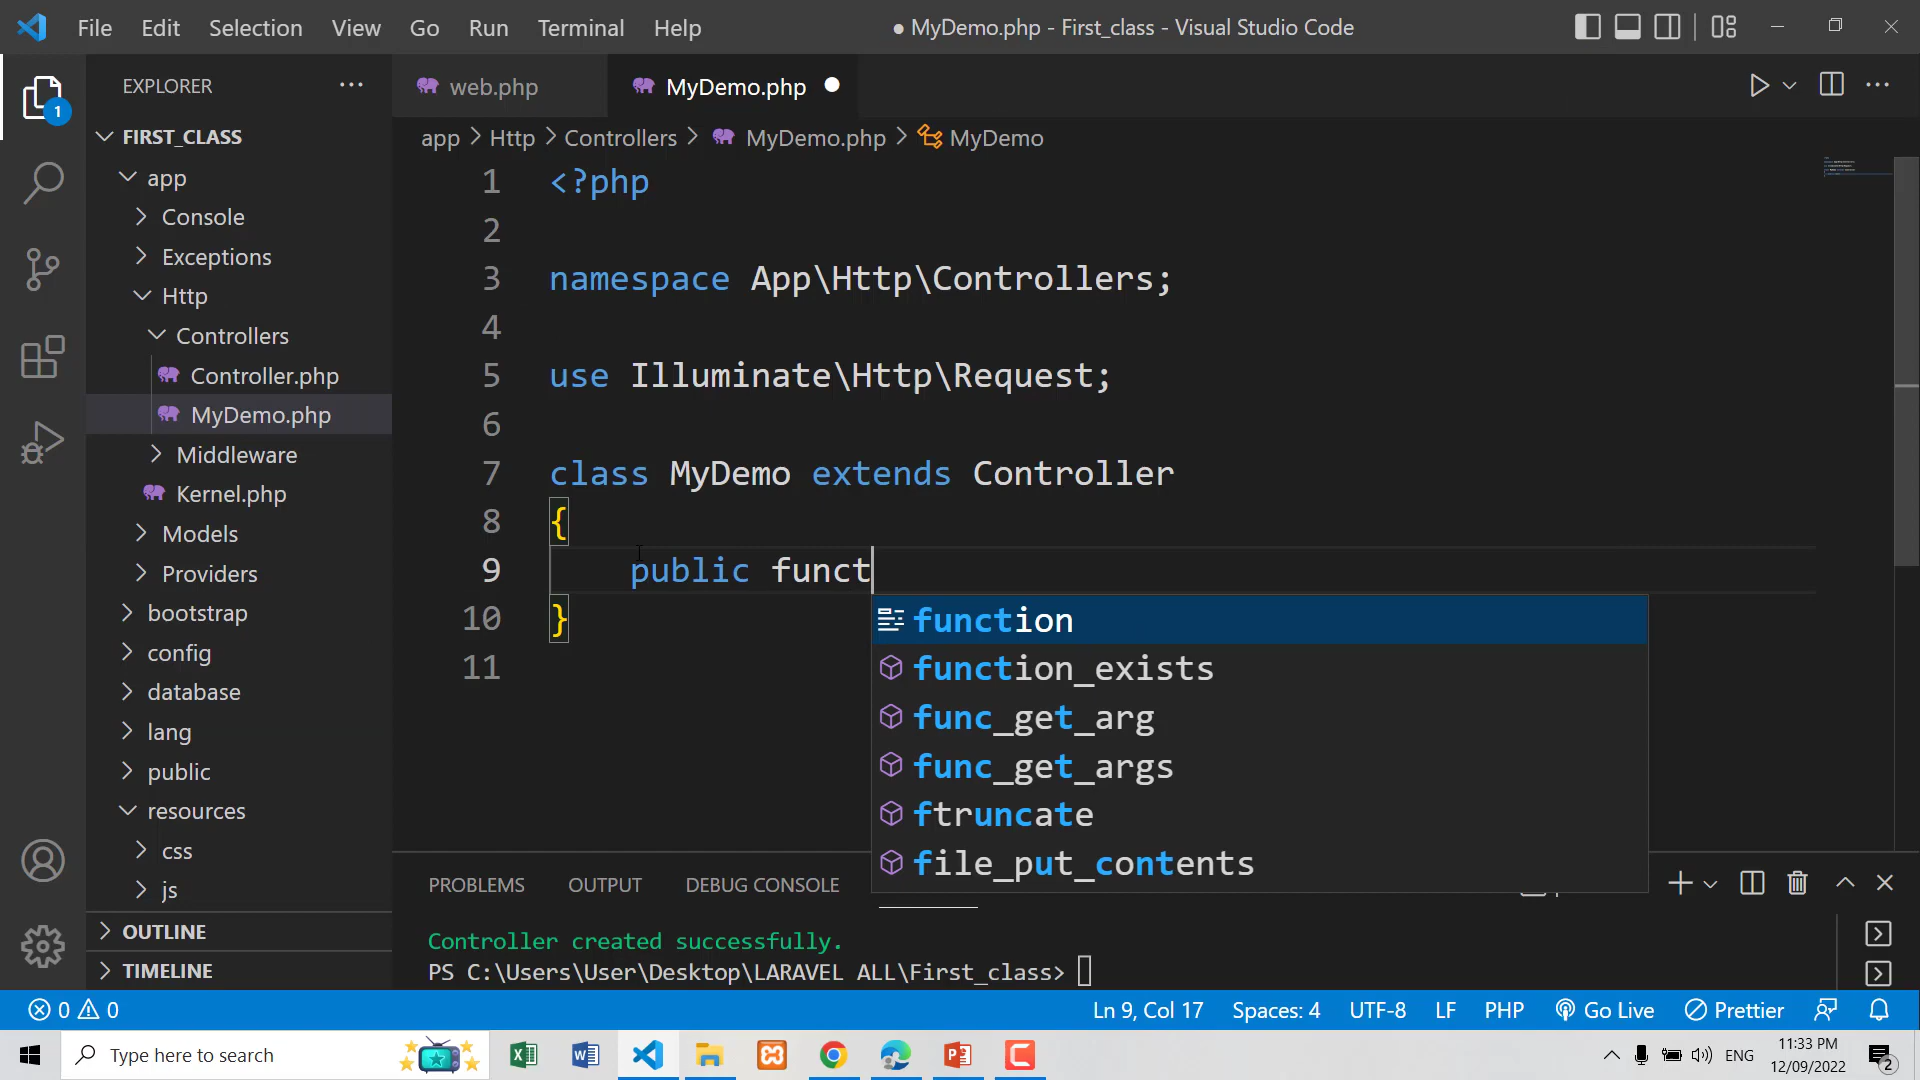 File Edit Selection View Go Run Terminal Help
● MyDemo.php - First_class - Visual Studio Code
EXPLORER
web.php
MyDemo.php
1
FIRST_CLASS
app > Http > Controllers > MyDemo.php > MyDemo
app
Console
Exceptions
Http
Controllers
Controller.php
MyDemo.php
Middleware
Kernel.php
Models
Providers
bootstrap
config
database
lang
public
resources
css
js
OUTLINE
TIMELINE
1 <?php
2
3 namespace App\Http\Controllers;
4
5 use Illuminate\Http\Request;
6
7 class MyDemo extends Controller
8 {
9 public funct
10 }
11
function
function_exists
func_get_arg
func_get_args
ftruncate
file_put_contents
PROBLEMS OUTPUT DEBUG CONSOLE
Controller created successfully.
PS C:\Users\User\Desktop\LARAVEL ALL\First_class>
0 0
Ln 9, Col 17 Spaces: 4 UTF-8 LF PHP Go Live Prettier
Type here to search
ENG
11:33 PM
12/09/2022
2